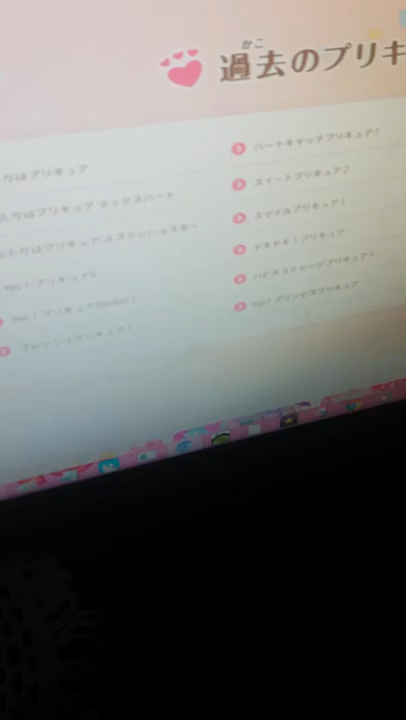 かこ
過去のプリキ
りはプリキュア
たりはプリキュア マックスハート
ふたりはプリキュア スプラッシュスター
Yes！プリキュア5
Yes！プリキュア5GoGo！
フレッシュプリキュア！
ハートキャッチプリキュア！
スイートプリキュア♪
スマイルプリキュア！
ドキドキ！プリキュア
ハピネスチャージプリキュア！
Go！プリンセスプリキュア